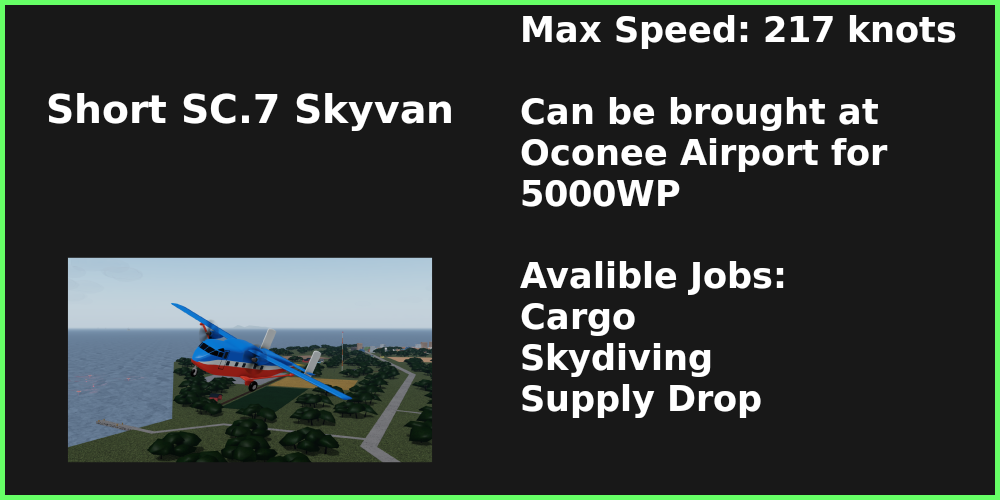 Short SC.7 Skyvan
Max Speed: 217 knots
Can be brought at
Oconee Airport for
5000WP
Avalible Jobs:
Cargo
Skydiving
Supply Drop